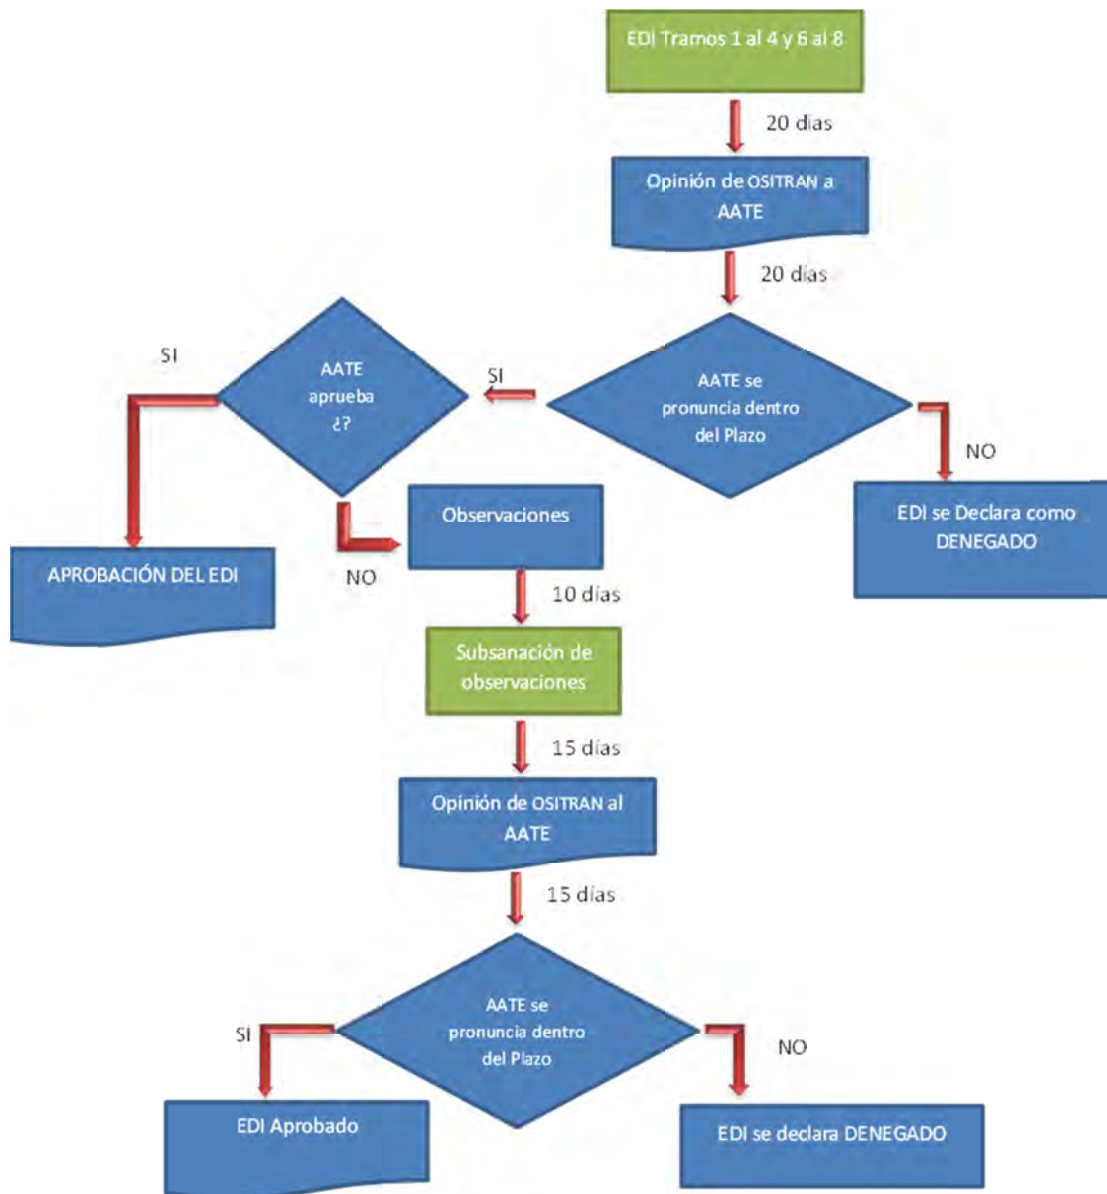 EDI Tramos 1 al 4 y 6 al 8
20 días
Opinión de OSITRAN a
AATE
20 días
AATE se
pronuncia dentro
del Plazo
SI
NO
EDI se Declara como
DENEGADO
AATE
aprueba
¿?
SI
APROBACIÓN DEL EDI
NO
Observaciones
10 días
Subsanación de
observaciones
15 días
Opinión de OSITRAN al
AATE
15 días
AATE se
pronuncia dentro
del Plazo
SI
NO
EDI Aprobado
EDI se declara DENEGADO